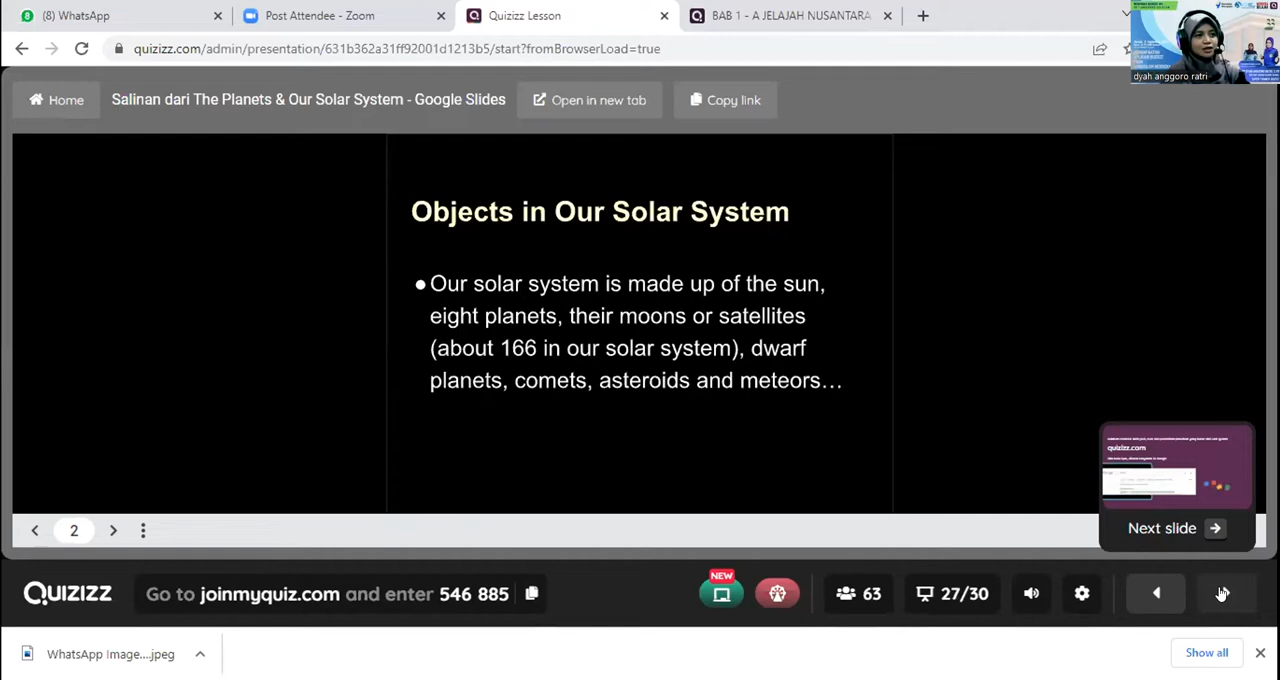 (8) WhatsApp
Post Attendee - Zoom
Quizizz Lesson
BAB 1 - A JELAJAH NUSANTARA
quizizz.com/admin/presentation/631b362a31ff92001d1213b5/start?fromBrowserLoad=true
dyah anggoro ratri
Home
Salinan dari The Planets & Our Solar System - Google Slides
Open in new tab
Copy link
Objects in Our Solar System
●Our solar system is made up of the sun,
eight planets, their moons or satellites
(about 166 in our solar system), dwarf
planets, comets, asteroids and meteors…
quizizz.com
Next slide
2
NEW
QUIZIZZ
Go to joinmyquiz.com and enter 546 885
63
27/30
WhatsApp Image....jpeg
Show all